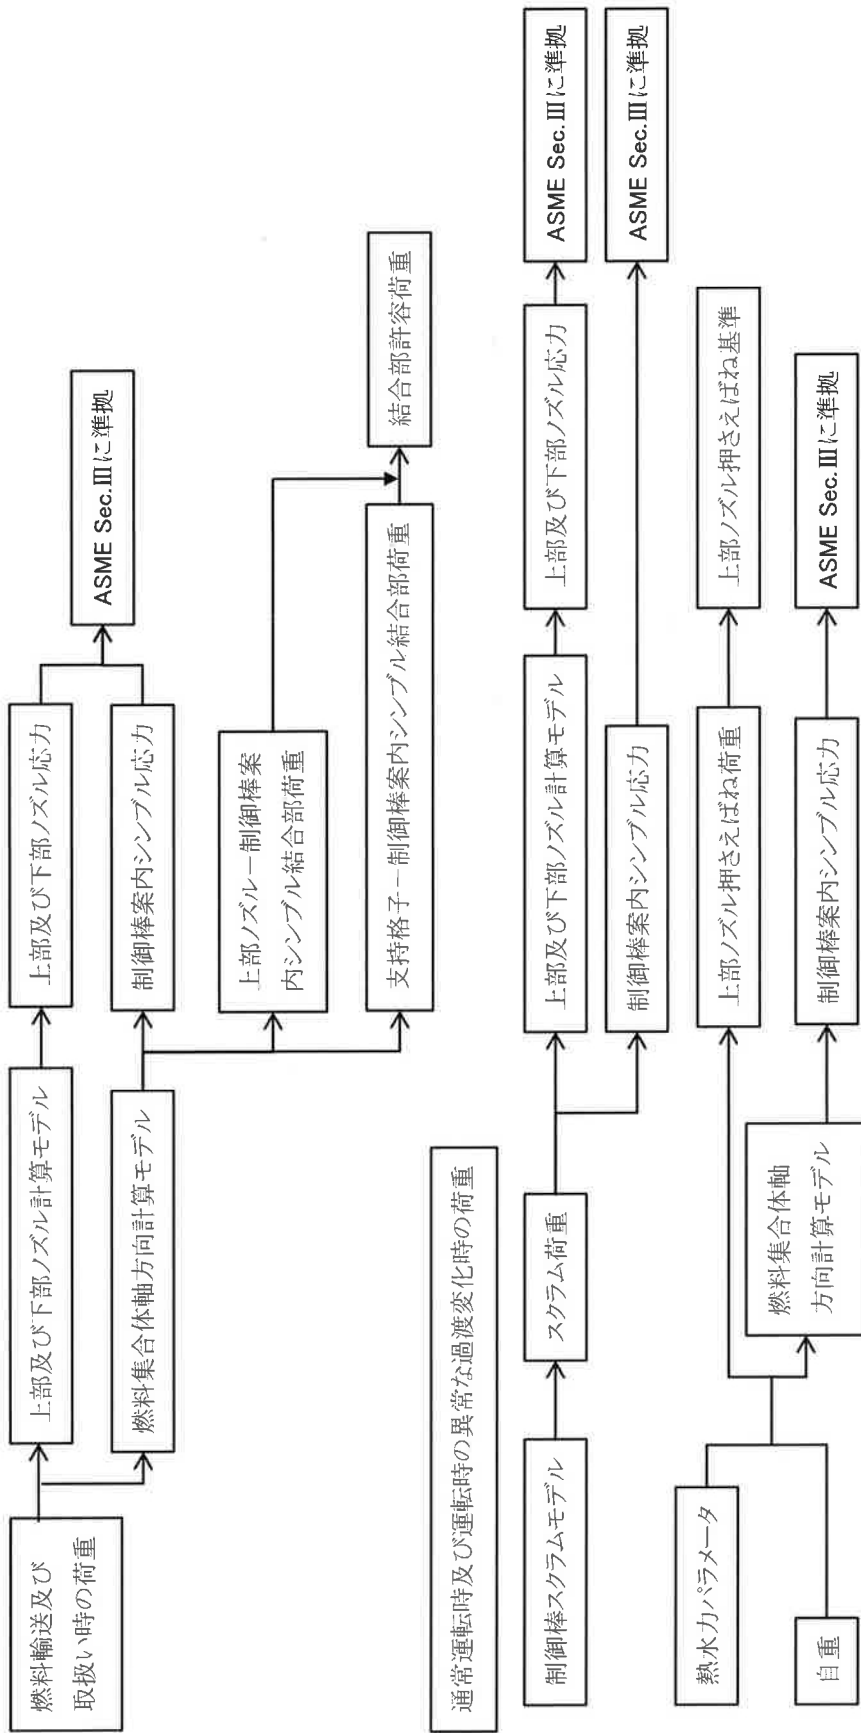 燃料輸送及び
取扱い時の荷重
上部及び下部ノズル計算モデル
上部及び下部ノズル応力
ASME Sec.Ⅲに準拠
燃料集合体軸方向計算モデル
制御棒案内シンブル応力
上部ノズル－制御棒案
内シンブル結合部荷重
支持格子－制御棒案内シンブル結合部荷重
結合部許容荷重
通常運転時及び運転時の異常な過渡変化時の荷重
制御棒スクラムモデル
スクラム荷重
上部及び下部ノズル計算モデル
上部及び下部ノズル応力
ASME Sec.Ⅲに準拠
制御棒案内シンブル応力
ASME Sec.Ⅲに準拠
熱水力パラメータ
自重
上部ノズル押さえばね荷重
上部ノズル押さえばね基準
燃料集合体軸
方向計算モデル
制御棒案内シンブル応力
ASME Sec.Ⅲに準拠